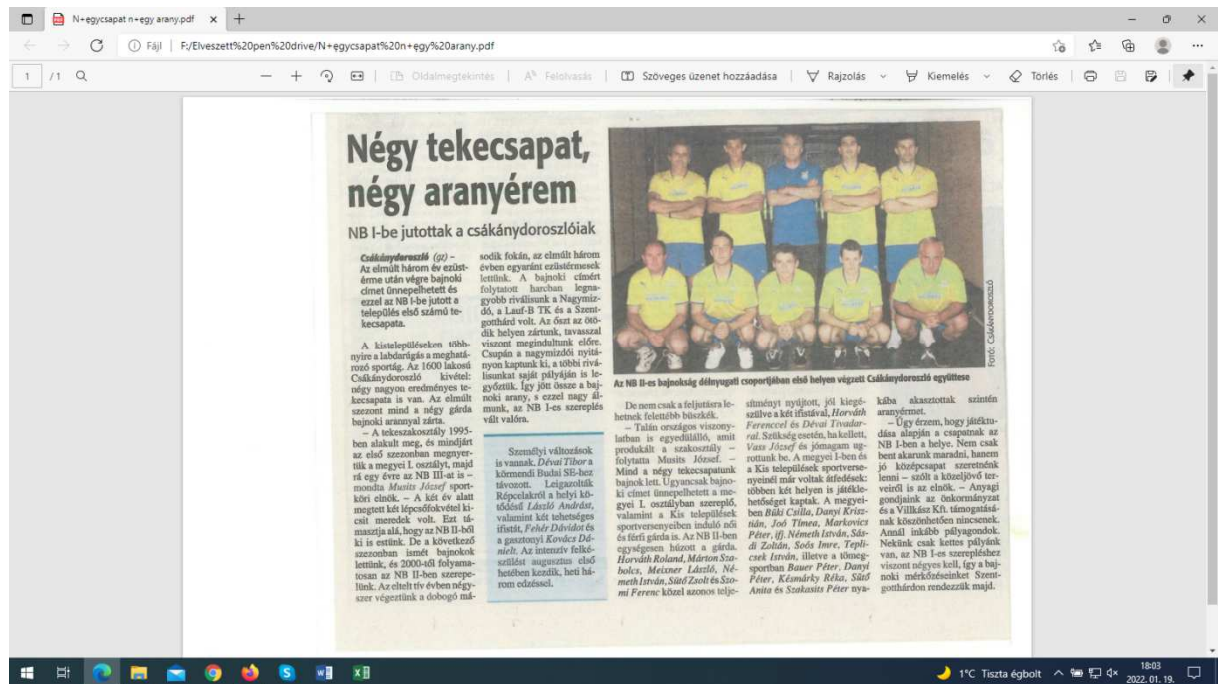 N+egycsapat n+egy arany.pdf
Fájl
F:/Elveszett%20pen%20drive/N+ęgycsapat%20n+ęgy%20arany.pdf
1 /1
Oldalmegtekintés
Felolvasás
Szöveges üzenet hozzáadása
Rajzolás
Kiemelés
Törlés
Négy tekecsapat,
négy aranyérem
NB I-be jutottak a csákánydoroszlóiak
Csákánydoroszló (gz) –
Az elmúlt három év ezüst-
érme után végre bajnoki
címet ünnepelhetett és
ezzel az NB I-be jutott a
település első számú te-
kecsapata.
A kistelepüléseken több-
nyire a labdarúgás a meghatá-
rozó sportág. Az 1600 lakosú
Csákánydoroszló kivétel:
négy nagyon eredményes te-
kecsapata is van. Az elmúlt
szezont mind a négy gárda
bajnoki arannyal zárta.
– A tekeszakosztály 1995-
ben alakult meg, és mindjárt
az első szezonban megnyer-
tük a megyei I. osztályt, majd
rá egy évre az NB III-at is –
mondta Musits József sport-
köri elnök. – A két év alatt
megtett két lépcsőfokvétel ki-
csit meredek volt. Ezt tá-
masztja alá, hogy az NB II-ből
ki is estünk. De a következő
szezonban ismét bajnokok
lettünk, és 2000-től folyama-
tosan az NB II-ben szerepe-
lünk. Az eltelt tíz évben négy-
szer végeztünk a dobogó má-
sodik fokán, az elmúlt három
évben egyaránt ezüstérmesek
lettünk. A bajnoki címért
folytatott harcban legna-
gyobb riválisunk a Nagymiz-
dó, a Lauf-B TK és a Szent-
gotthárd volt. Az őszt az ötö-
dik helyen zártunk, tavasszal
viszont megindultunk előre.
Csupán a nagymizdói nyitá-
nyon kaptunk ki, a többi rivá-
lisunkat saját pályáján is le-
győztük. Így jött össze a baj-
noki arany, s ezzel nagy ál-
munk, az NB I-es szereplés
vált valóra.
Személyi változások
is vannak. Dévai Tibor a
körmendi Budai SE-hez
távozott. Leigazolták
Répcelakról a helyi kö-
tődésű László Andrást,
valamint két tehetséges
ifistát, Fehér Dávidot és
a gasztonyi Kovács Dá-
nielt. Az intenzív felké-
szülést augusztus első
hetében kezdik, heti há-
rom edzéssel.
Fotó: Csákánydoroszló
Az NB II-es bajnokság délnyugati csoportjában első helyen végzett Csákánydoroszló együttese
De nem csak a feljutásra le-
hetnek felettébb büszkék.
– Talán országos viszony-
latban is egyedülálló, amit
produkált a szakosztály –
folytatta Musits József. –
Mind a négy tekecsapatunk
bajnok lett. Ugyancsak bajno-
ki címet ünnepelhetett a me-
gyei I. osztályban szereplő,
valamint a Kis települések
sportversenyeiben induló női
és férfi gárda is. Az NB II-ben
egységesen húzott a gárda.
Horváth Roland, Márton Sza-
bolcs, Meixner László, Né-
meth István, Sütő Zsolt és Szo-
mi Ferenc közel azonos telje-
sítményt nyújtott, jól kiegé-
szülve a két ifistával, Horváth
Ferenccel és Dévai Tivadar-
ral. Szükség esetén, ha kellett,
Vass József és jómagam ug-
rottunk be. A megyei I-ben és
a Kis települések sportverse-
nyeinél már voltak átfedések:
többen két helyen is játékle-
hetőséget kaptak. A megyei-
ben Büki Csilla, Danyi Krisz-
tián, Joó Tímea, Markovics
Péter, ifj. Németh István, Sás-
di Zoltán, Soós Imre, Tepli-
csek István, illetve a tömeg-
sportban Bauer Péter, Danyi
Péter, Késmárky Réka, Sütő
Anita és Szakasits Péter nya-
kába akasztottak szintén
aranyérmet.
– Úgy érzem, hogy játéktu-
dása alapján a csapatnak az
NB I-ben a helye. Nem csak
bent akarunk maradni, hanem
jó középcsapat szeretnénk
lenni – szólt a közeljövő ter-
veiről is az elnök. – Anyagi
gondjaink az önkormányzat
és a Villkász Kft. támogatásá-
nak köszönhetően nincsenek.
Annál inkább pályagondok.
Nekünk csak kettes pályánk
van, az NB I-es szerepléshez
viszont négyes kell, így a baj-
noki mérkőzéseinket Szent-
gotthárdon rendezzük majd.
1°C Tiszta égbolt
18:03
2022. 01. 19.